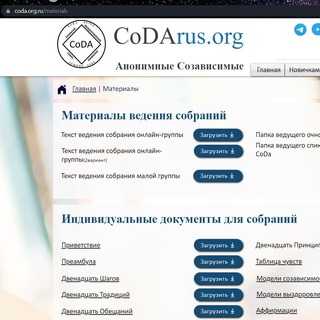 coda.org.ru/materials
CoDA
CoDArus.org
Анонимные Созависимые
Главная Новичкам
Главная | Материалы
Материалы ведения собраний
Текст ведения собрания онлайн-группы Загрузить Папка ведущего очно
Текст ведения собрания онлайн-
группы(2вариант) Загрузить Папка ведущего спик
CoDa
Текст ведения собрания малой группы Загрузить
Индивидуальные документы для собраний
Приветствие Загрузить Двенадцать Принцип
Преамбула Загрузить Таблица чувств
Двенадцать Шагов Загрузить Модели созависимос
Двенадцать Традиций Загрузить Модели выздоровле
Двенадцать Обещаний Загрузить Аффирмации